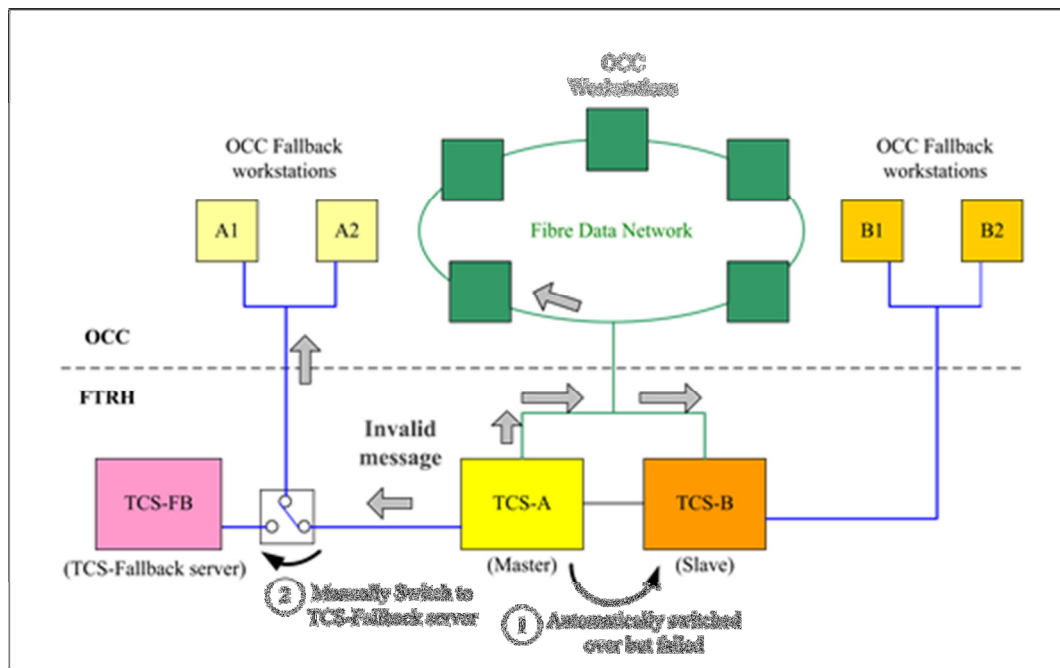 OCC
Workstations
OCC Fallback
workstations
OCC Fallback
workstations
A1
A2
Fibre Data Network
B1
B2
OCC
FTRH
Invalid
message
TCS-FB
TCS-A
TCS-B
(TCS-Fallback server)
(Master)
(Slave)
2 Manually Switch to
TCS-Fallback server
1 Automatically switched
over but failed